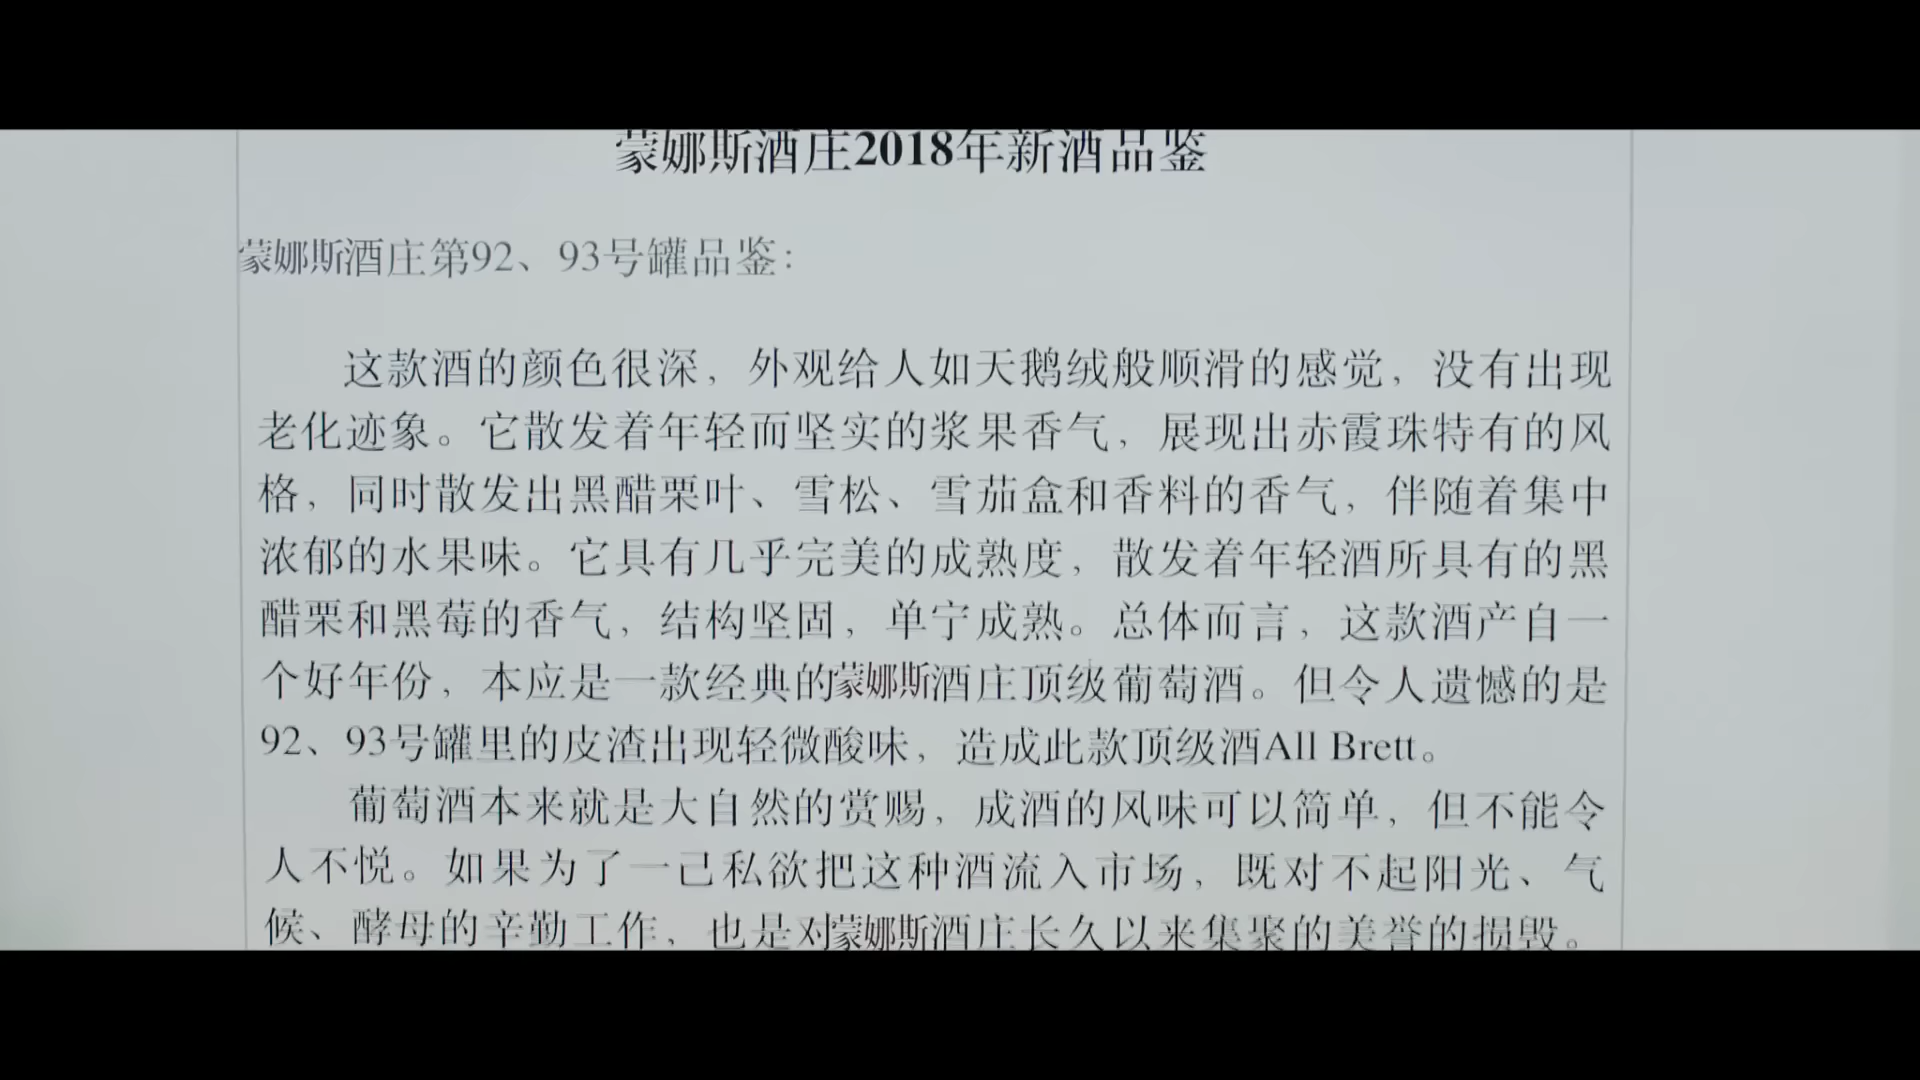 蒙娜斯酒庄2018年新酒品鉴
蒙娜斯酒庄第92、93号罐品鉴：
这款酒的颜色很深，外观给人如天鹅绒般顺滑的感觉，没有出现
老化迹象。它散发着年轻而坚实的浆果香气，展现出赤霞珠特有的风
格，同时散发出黑醋栗叶、雪松、雪茄盒和香料的香气，伴随着集中
浓郁的水果味。它具有几乎完美的成熟度，散发着年轻酒所具有的黑
醋栗和黑莓的香气，结构坚固，单宁成熟。总体而言，这款酒产自一
个好年份，本应是一款经典的蒙娜斯酒庄顶级葡萄酒。但令人遗憾的是
92、93号罐里的皮渣出现轻微酸味，造成此款顶级酒All Brett。
葡萄酒本来就是大自然的赏赐，成酒的风味可以简单，但不能令
人不悦。如果为了一己私欲把这种酒流入市场，既对不起阳光、气
候、酵母的辛勤工作，也是对蒙娜斯酒庄长久以来集聚的美誉的损毁。